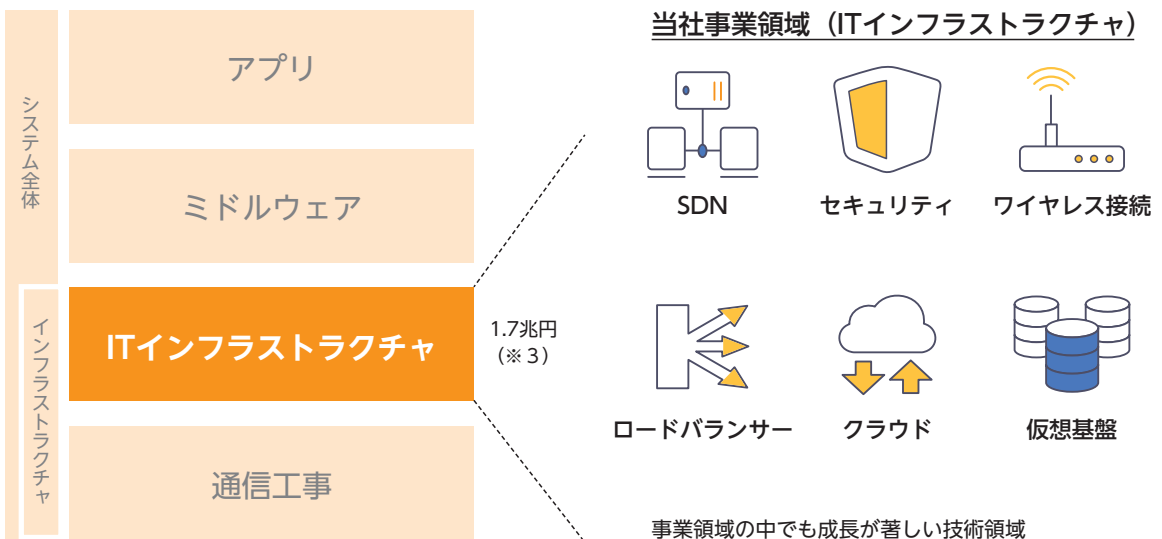 システム全体
インフラストラクチャ
アプリ
ミドルウェア
ITインフラストラクチャ
通信工事
1.7兆円
（※３）
当社事業領域（ITインフラストラクチャ）
SDN
セキュリティ
ワイヤレス接続
ロードバランサー
クラウド
仮想基盤
事業領域の中でも成長が著しい技術領域